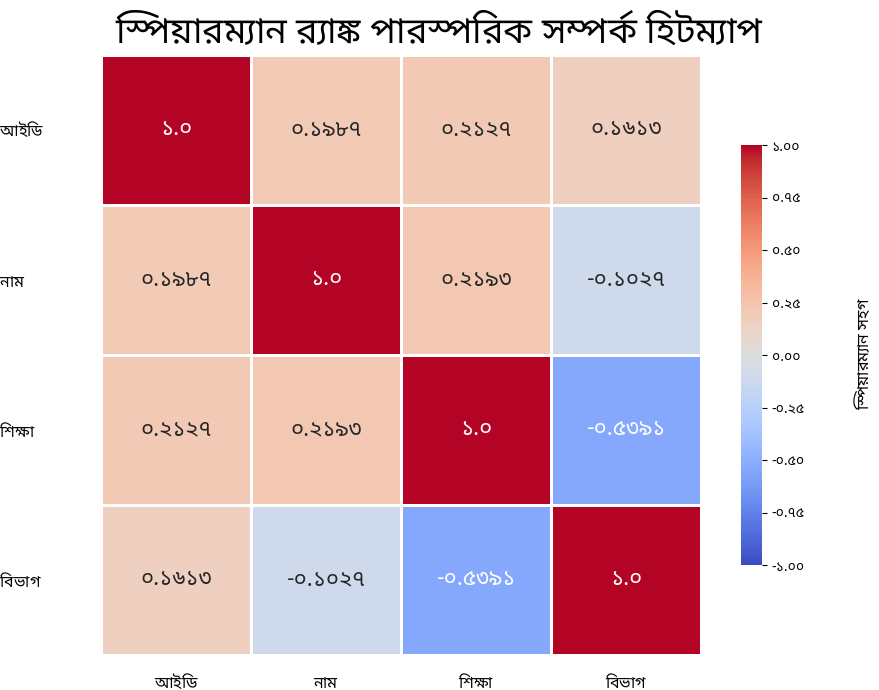 স্পিয়ারম্যান র‍্যাঙ্ক পারস্পরিক সম্পর্ক হিটম্যাপ
আইডি ১.০ ০.১৯৮৭ ০.২১২৭ ০.১৬১৩
নাম ০.১৯৮৭ ১.০ ০.২১৯৩ -০.১০২৭
শিক্ষা ০.২১২৭ ০.২১৯৩ ১.০ -০.৫৩৯১
বিভাগ ০.১৬১৩ -০.১০২৭ -০.৫৩৯১ ১.০
আইডি নাম শিক্ষা বিভাগ
১.০০
০.৭৫
০.৫০
০.২৫
০.০০
-০.২৫
-০.৫০
-০.৭৫
-১.০০
স্পিয়ারম্যান সহগ